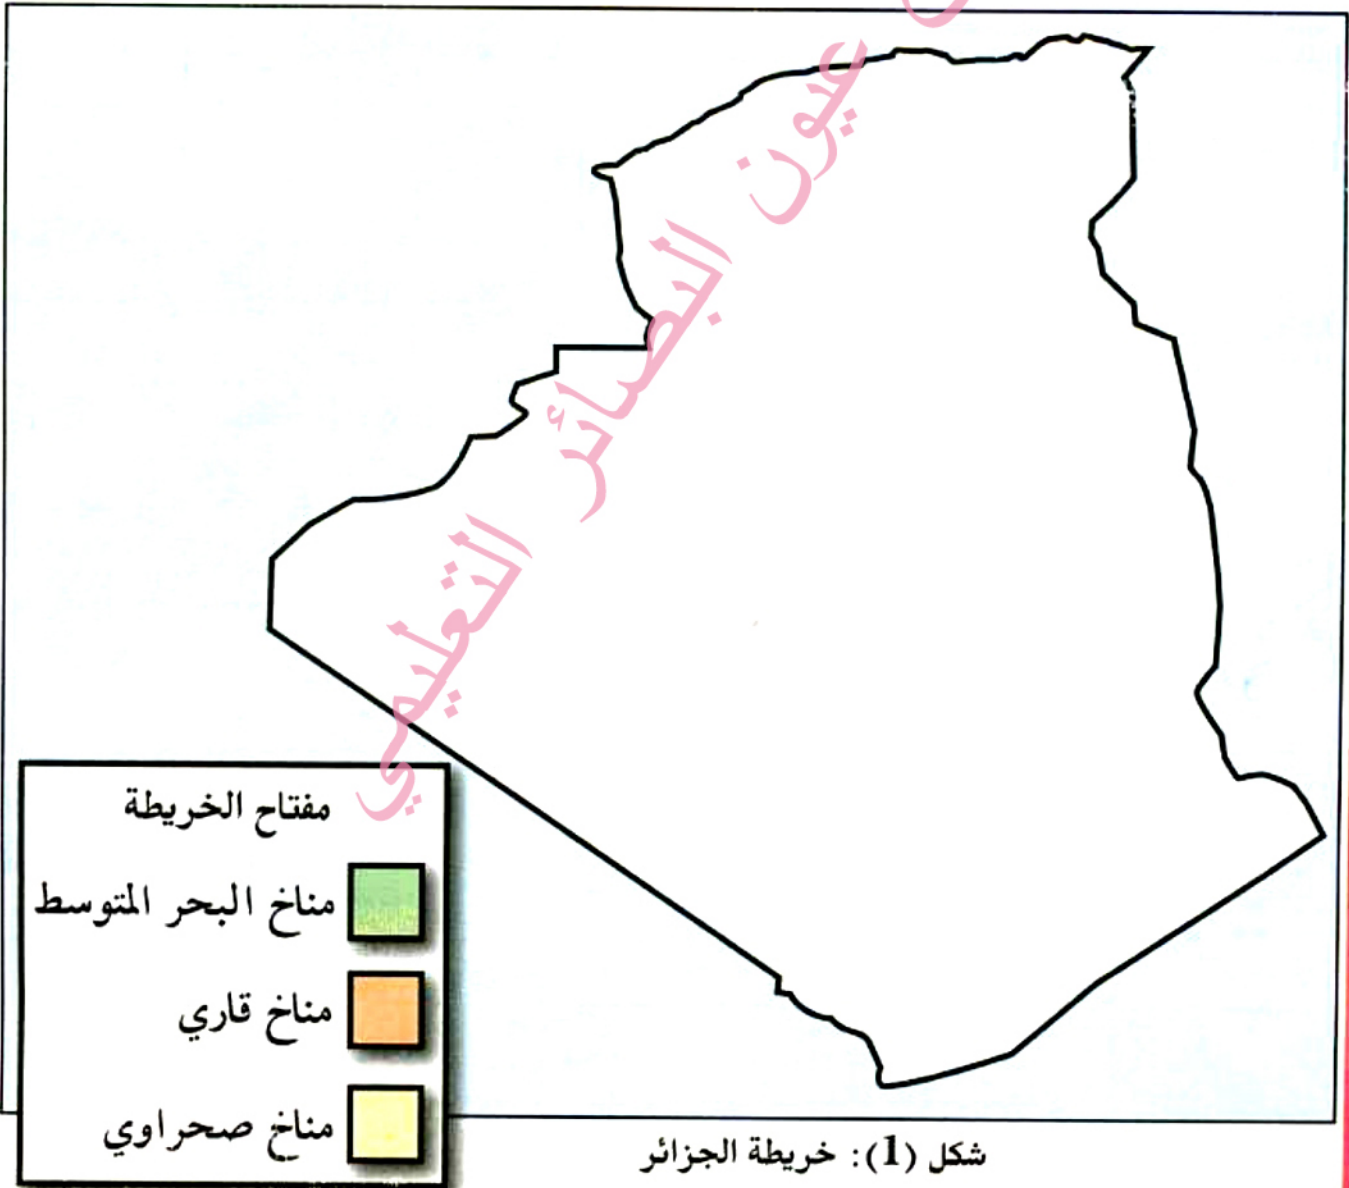 عيون البصائر التعليمي
مفتاح الخريطة
مناخ البحر المتوسط
مناخ قاري
مناخ صحراوي
شكل (1): خريطة الجزائر